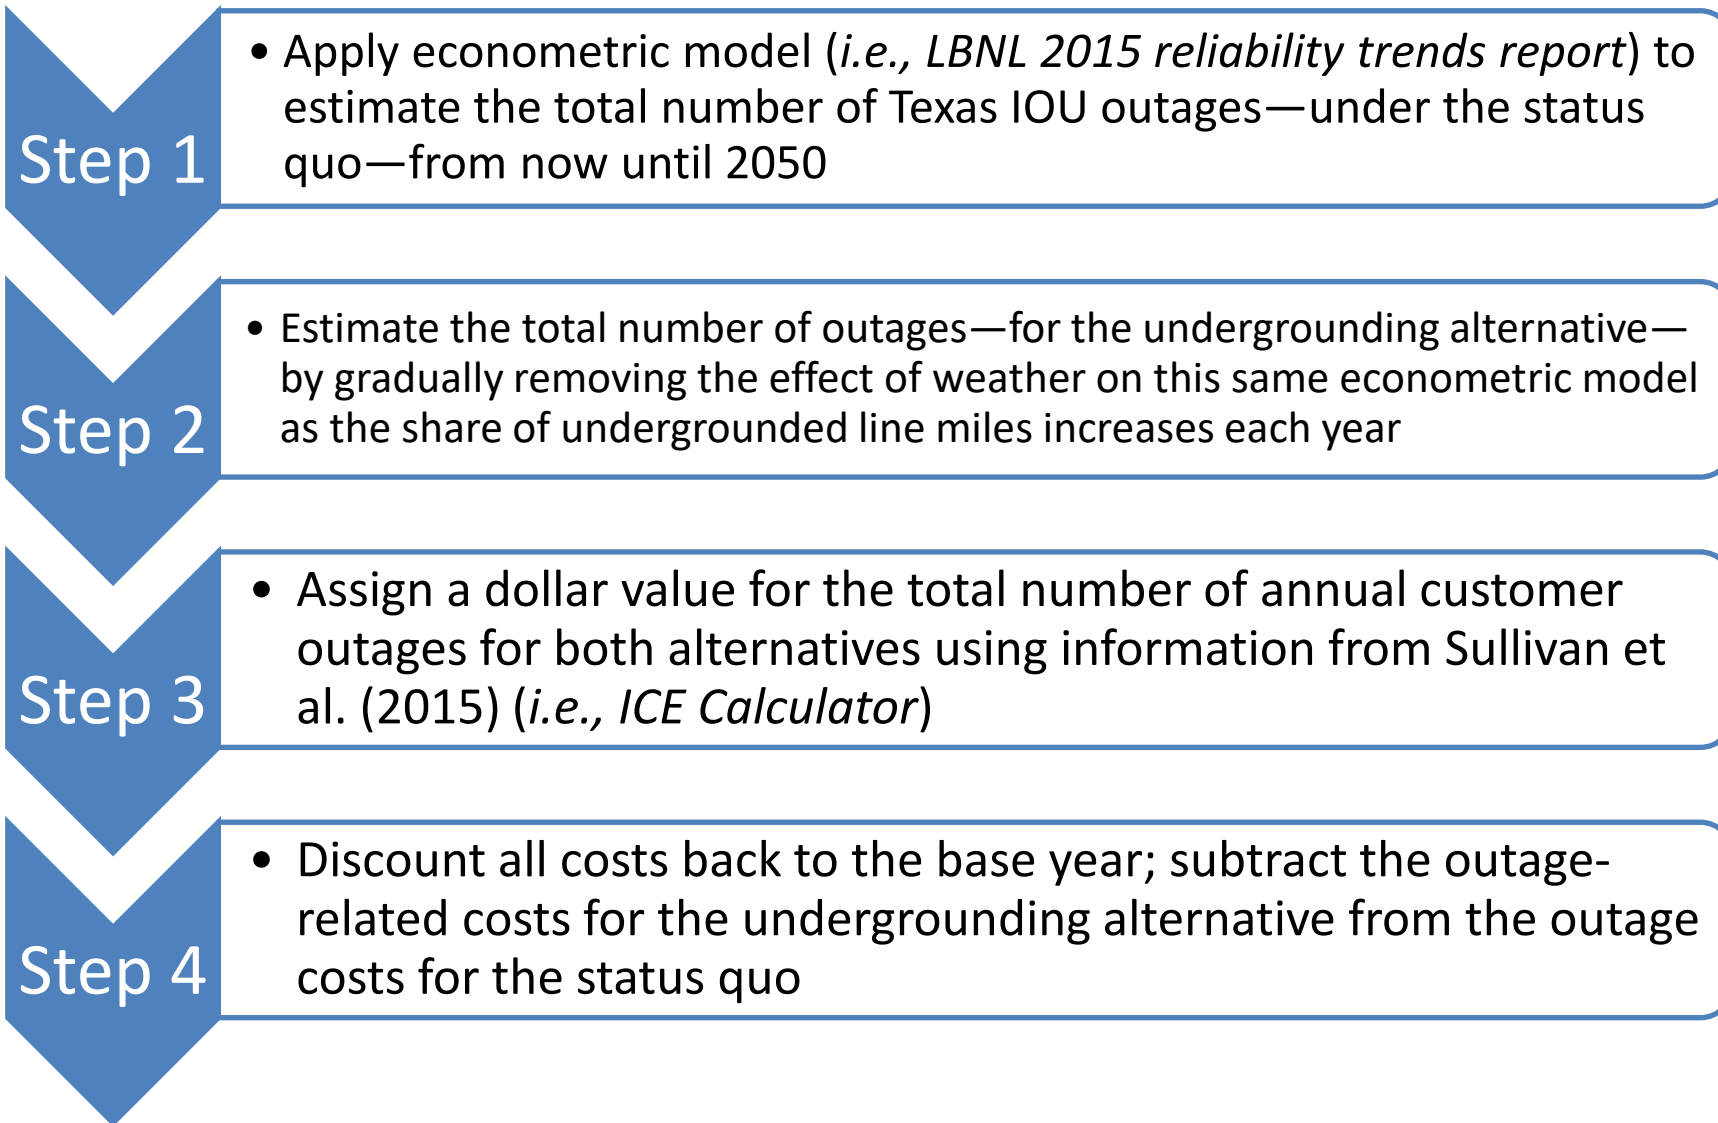 Step 1
• Apply econometric model (i.e., LBNL 2015 reliability trends report) to
estimate the total number of Texas IOU outages—under the status
quo—from now until 2050
Step 2
• Estimate the total number of outages—for the undergrounding alternative—
by gradually removing the effect of weather on this same econometric model
as the share of undergrounded line miles increases each year
Step 3
• Assign a dollar value for the total number of annual customer
outages for both alternatives using information from Sullivan et
al. (2015) (i.e., ICE Calculator)
Step 4
• Discount all costs back to the base year; subtract the outage-
related costs for the undergrounding alternative from the outage
costs for the status quo